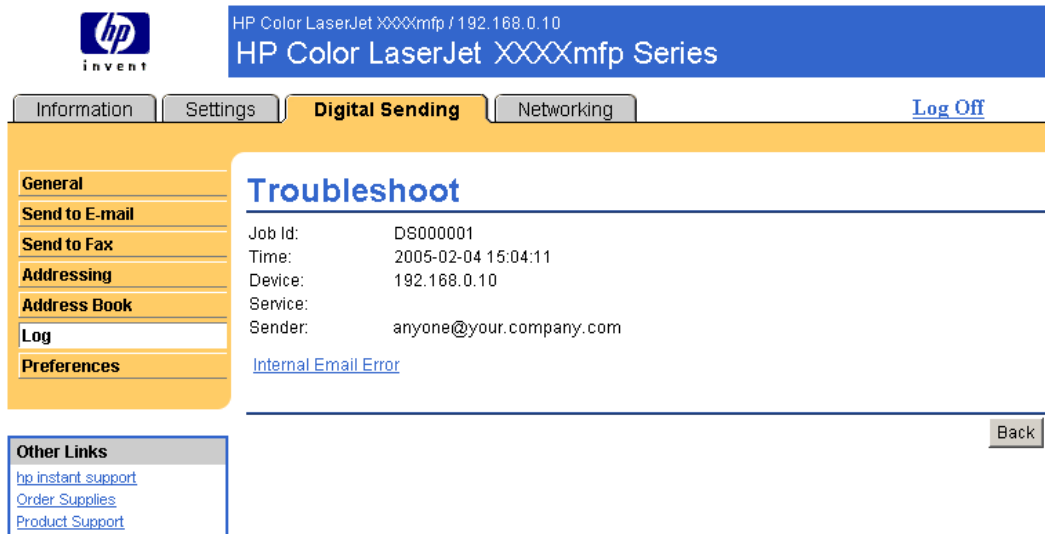 hp
invent
HP Color LaserJet XXXXmfp / 192.168.0.10
HP Color LaserJet XXXXmfp Series
Information Settings Digital Sending Networking Log Off
General
Send to E-mail
Send to Fax
Addressing
Address Book
Log
Preferences
Other Links
hp instant support
Order Supplies
Product Support
Troubleshoot
Job Id: DS000001
Time: 2005-02-04 15:04:11
Device: 192.168.0.10
Service:
Sender: anyone@your.company.com
Internal Email Error
Back